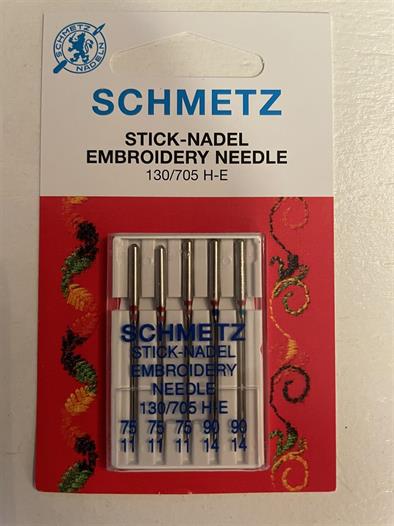 SCHMETZ
NADELN
SCHMETZ
STICK-NADEL
EMBROIDERY NEEDLE
130/705 H-E
SCHMETZ
STICK-NADEL
EMBROIDERY
NEEDLE
130/705 H-E
75 75 75 90 90
11 11 11 14 14